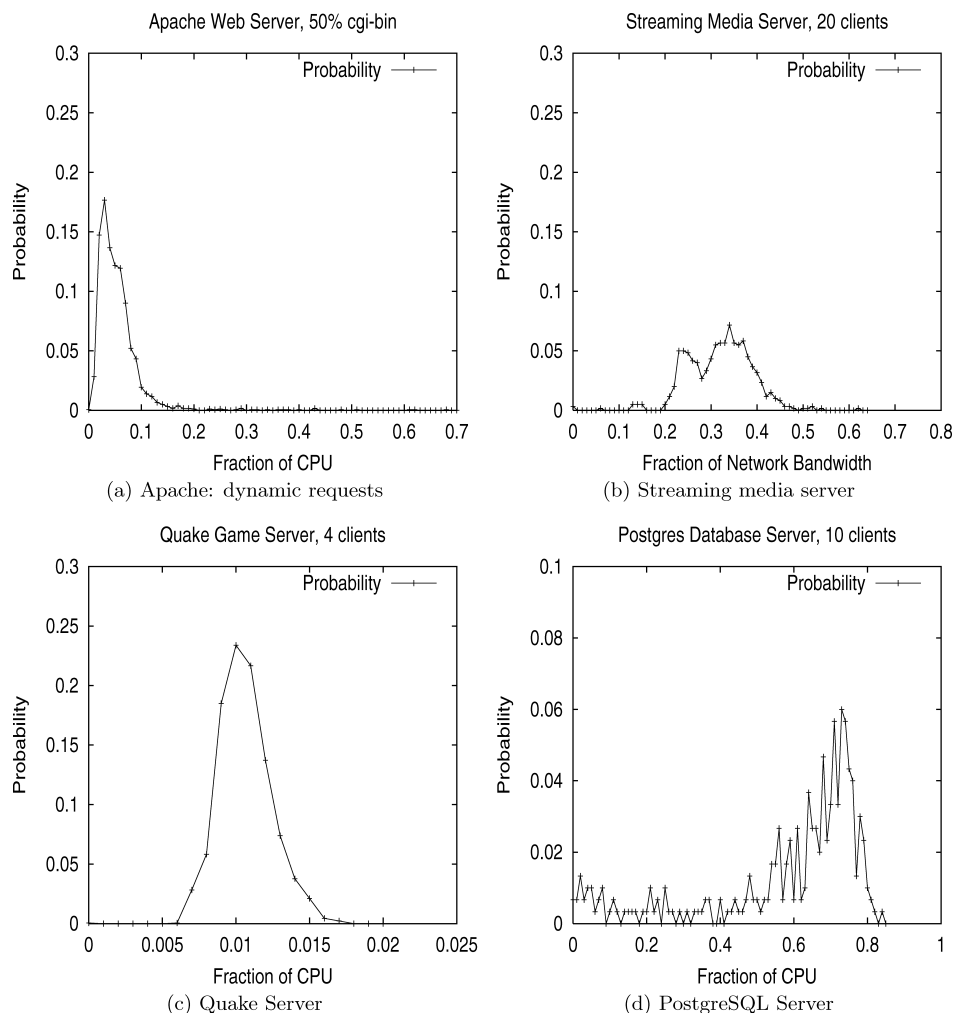 Apache Web Server, 50% cgi-bin
0.3
0.25
0.2
0.15
0.1
0.05
0
Probability
Probability
0 0.1 0.2 0.3 0.4 0.5 0.6 0.7
Fraction of CPU
(a) Apache: dynamic requests
Streaming Media Server, 20 clients
0.3
0.25
0.2
0.15
0.1
0.05
0
Probability
Probability
0 0.1 0.2 0.3 0.4 0.5 0.6 0.7 0.8
Fraction of Network Bandwidth
(b) Streaming media server
Quake Game Server, 4 clients
0.3
0.25
0.2
0.15
0.1
0.05
0
Probability
Probability
0 0.005 0.01 0.015 0.02 0.025
Fraction of CPU
(c) Quake Server
Postgres Database Server, 10 clients
0.1
0.08
0.06
0.04
0.02
0
Probability
Probability
0 0.2 0.4 0.6 0.8 1
Fraction of CPU
(d) PostgreSQL Server